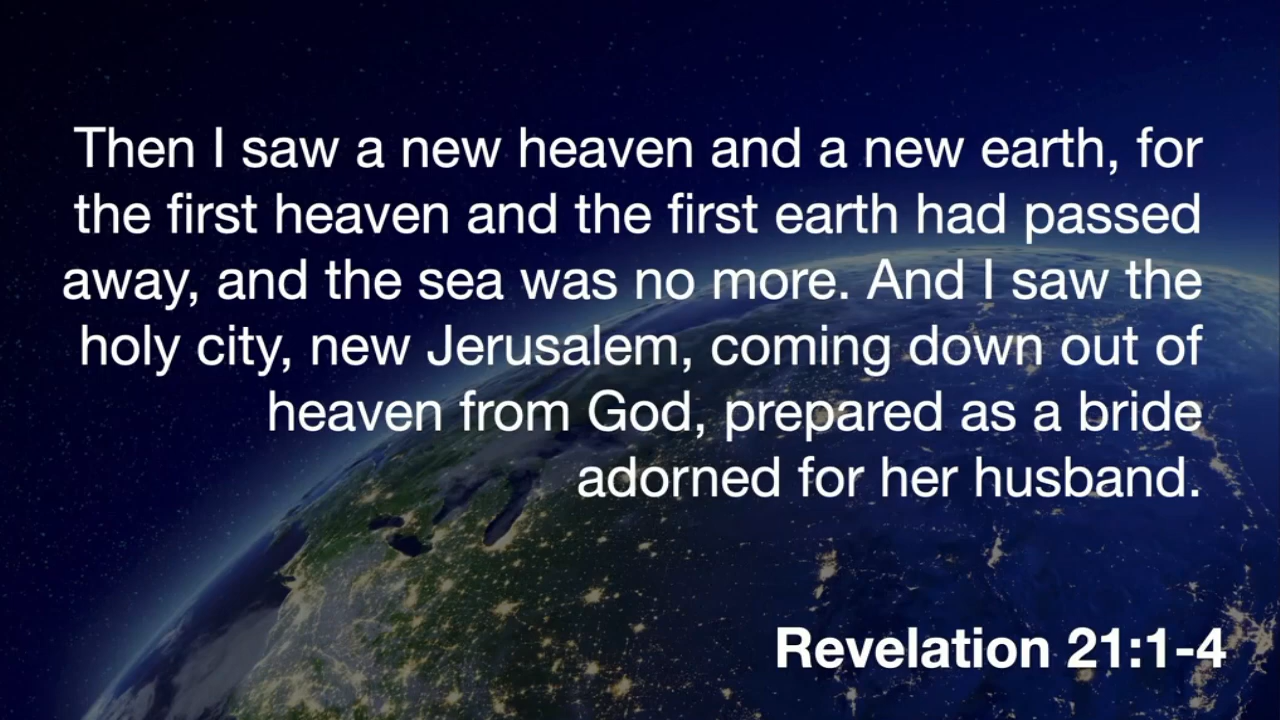 Then I saw a new heaven and a new earth, for
the first heaven and the first earth had passed
away, and the sea was no more. And I saw the
holy city, new Jerusalem, coming down out of
heaven from God, prepared as a bride
adorned for her husband.
Revelation 21:1-4